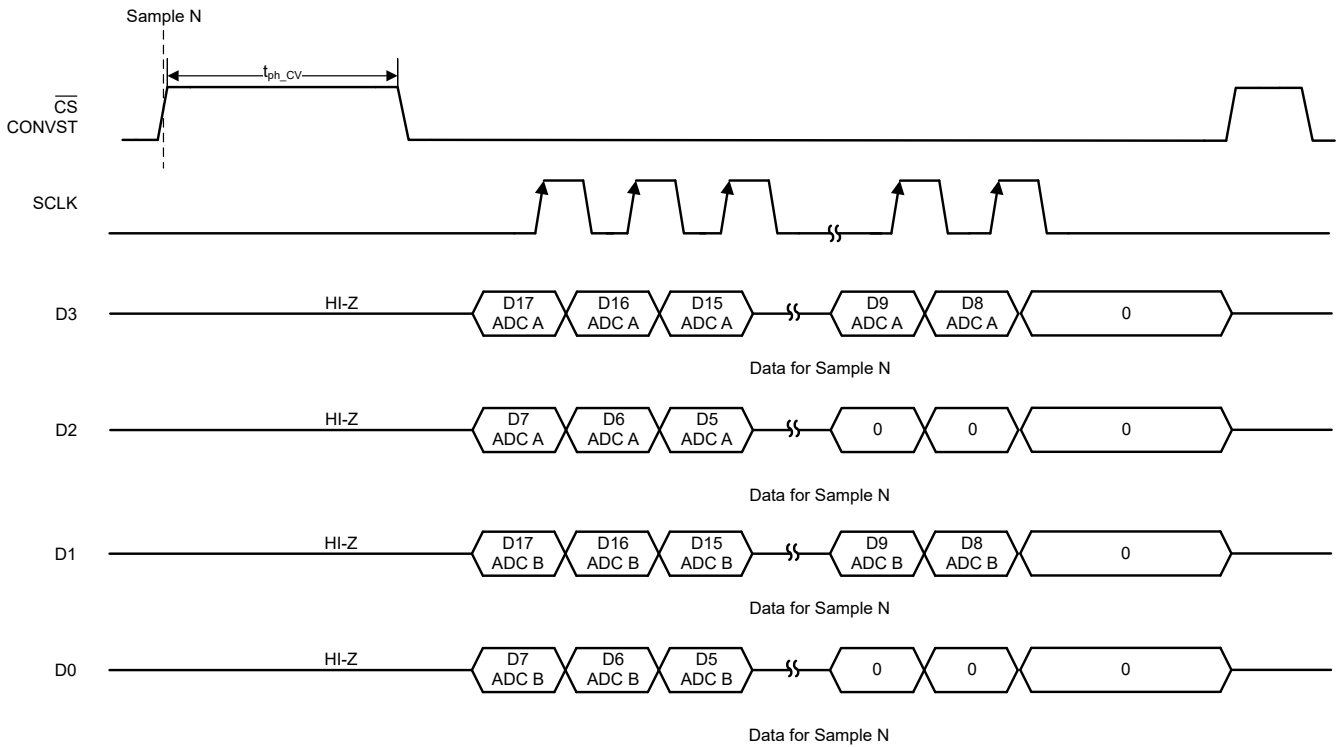 Sample N
tph_CV
CS
CONVST
SCLK
D3
HI-Z
D17
ADC A
D16
ADC A
D15
ADC A
D9
ADC A
D8
ADC A
0
Data for Sample N
D2
HI-Z
D7
ADC A
D6
ADC A
D5
ADC A
0
0
0
Data for Sample N
D1
HI-Z
D17
ADC B
D16
ADC B
D15
ADC B
D9
ADC B
D8
ADC B
0
Data for Sample N
D0
HI-Z
D7
ADC B
D6
ADC B
D5
ADC B
0
0
0
Data for Sample N